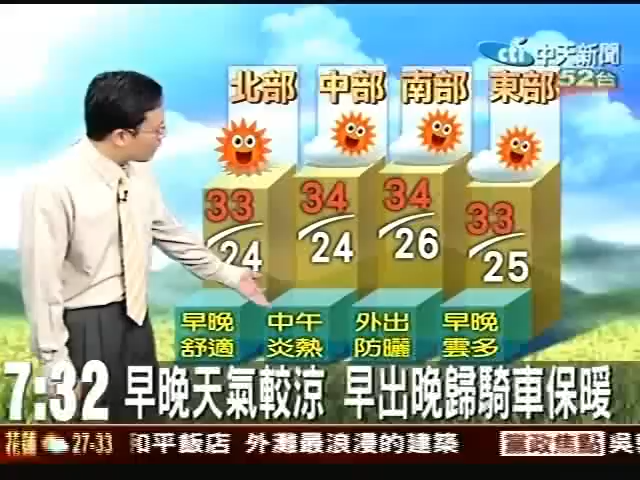 cti 中天新聞
52台
北部 中部 南部 東部
33 34 34 33
24 24 26 25
早晚 中午 外出 早晚
舒適 炎熱 防曬 雲多
7:32 早晚天氣較涼 早出晚歸騎車保暖
花蓮 27-33 和平飯店 外灘最浪漫的建築 黨政焦點 吳